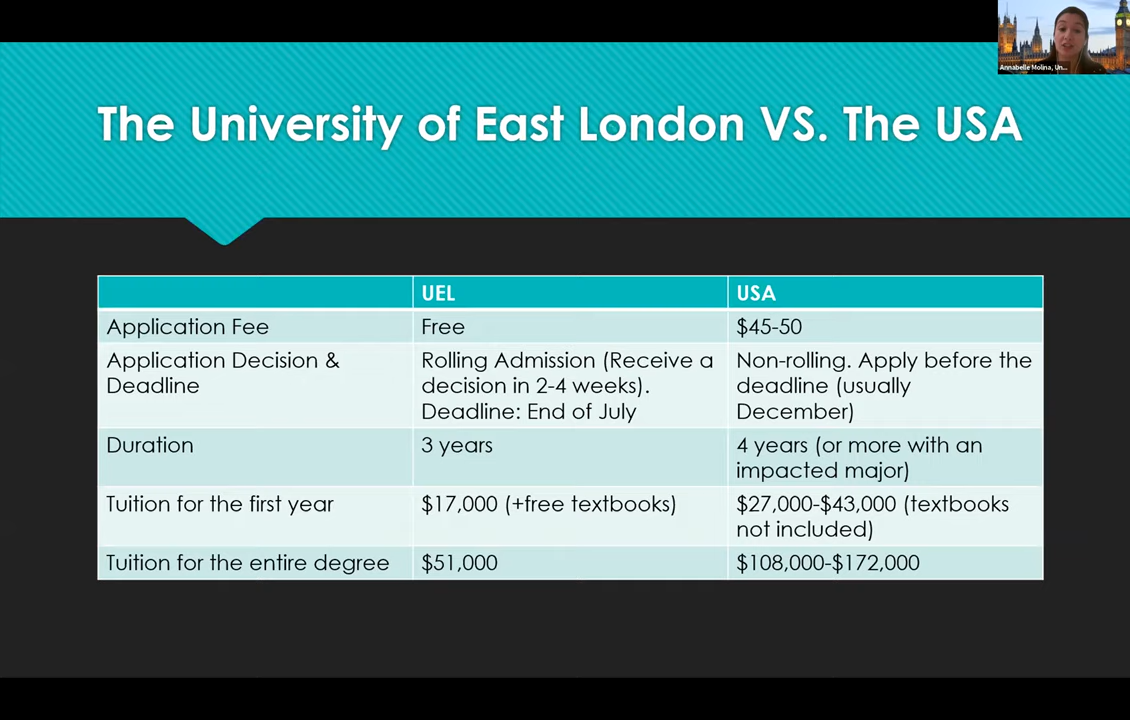 Annabelle Molina, Un...
The University of East London VS. The USA
UEL
USA
Application Fee
Free
$45-50
Application Decision &
Deadline
Rolling Admission (Receive a
decision in 2-4 weeks).
Deadline: End of July
Non-rolling. Apply before the
deadline (usually
December)
Duration
3 years
4 years (or more with an
impacted major)
Tuition for the first year
$17,000 (+free textbooks)
$27,000-$43,000 (textbooks
not included)
Tuition for the entire degree
$51,000
$108,000-$172,000